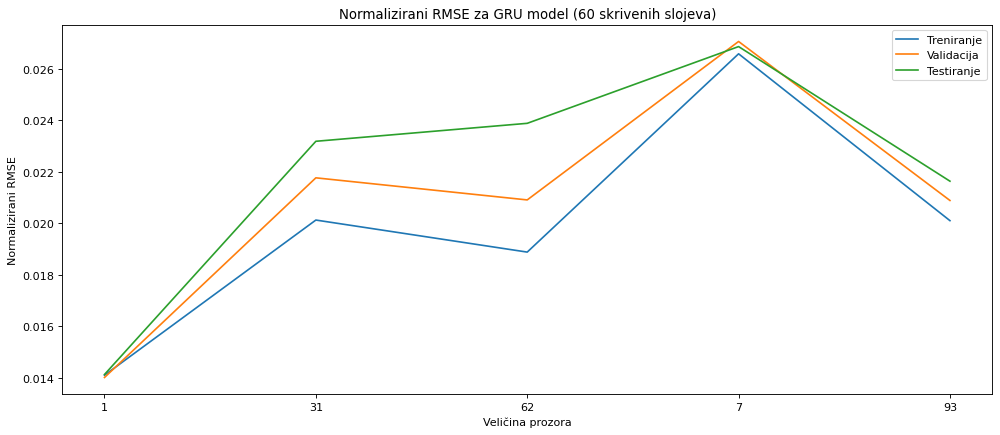 Normalizirani RMSE za GRU model (60 skrivenih slojeva)
Treniranje
Validacija
Testiranje
Normalizirani RMSE
0.026
0.024
0.022
0.020
0.018
0.016
0.014
1 31 62 7 93
Veličina prozora